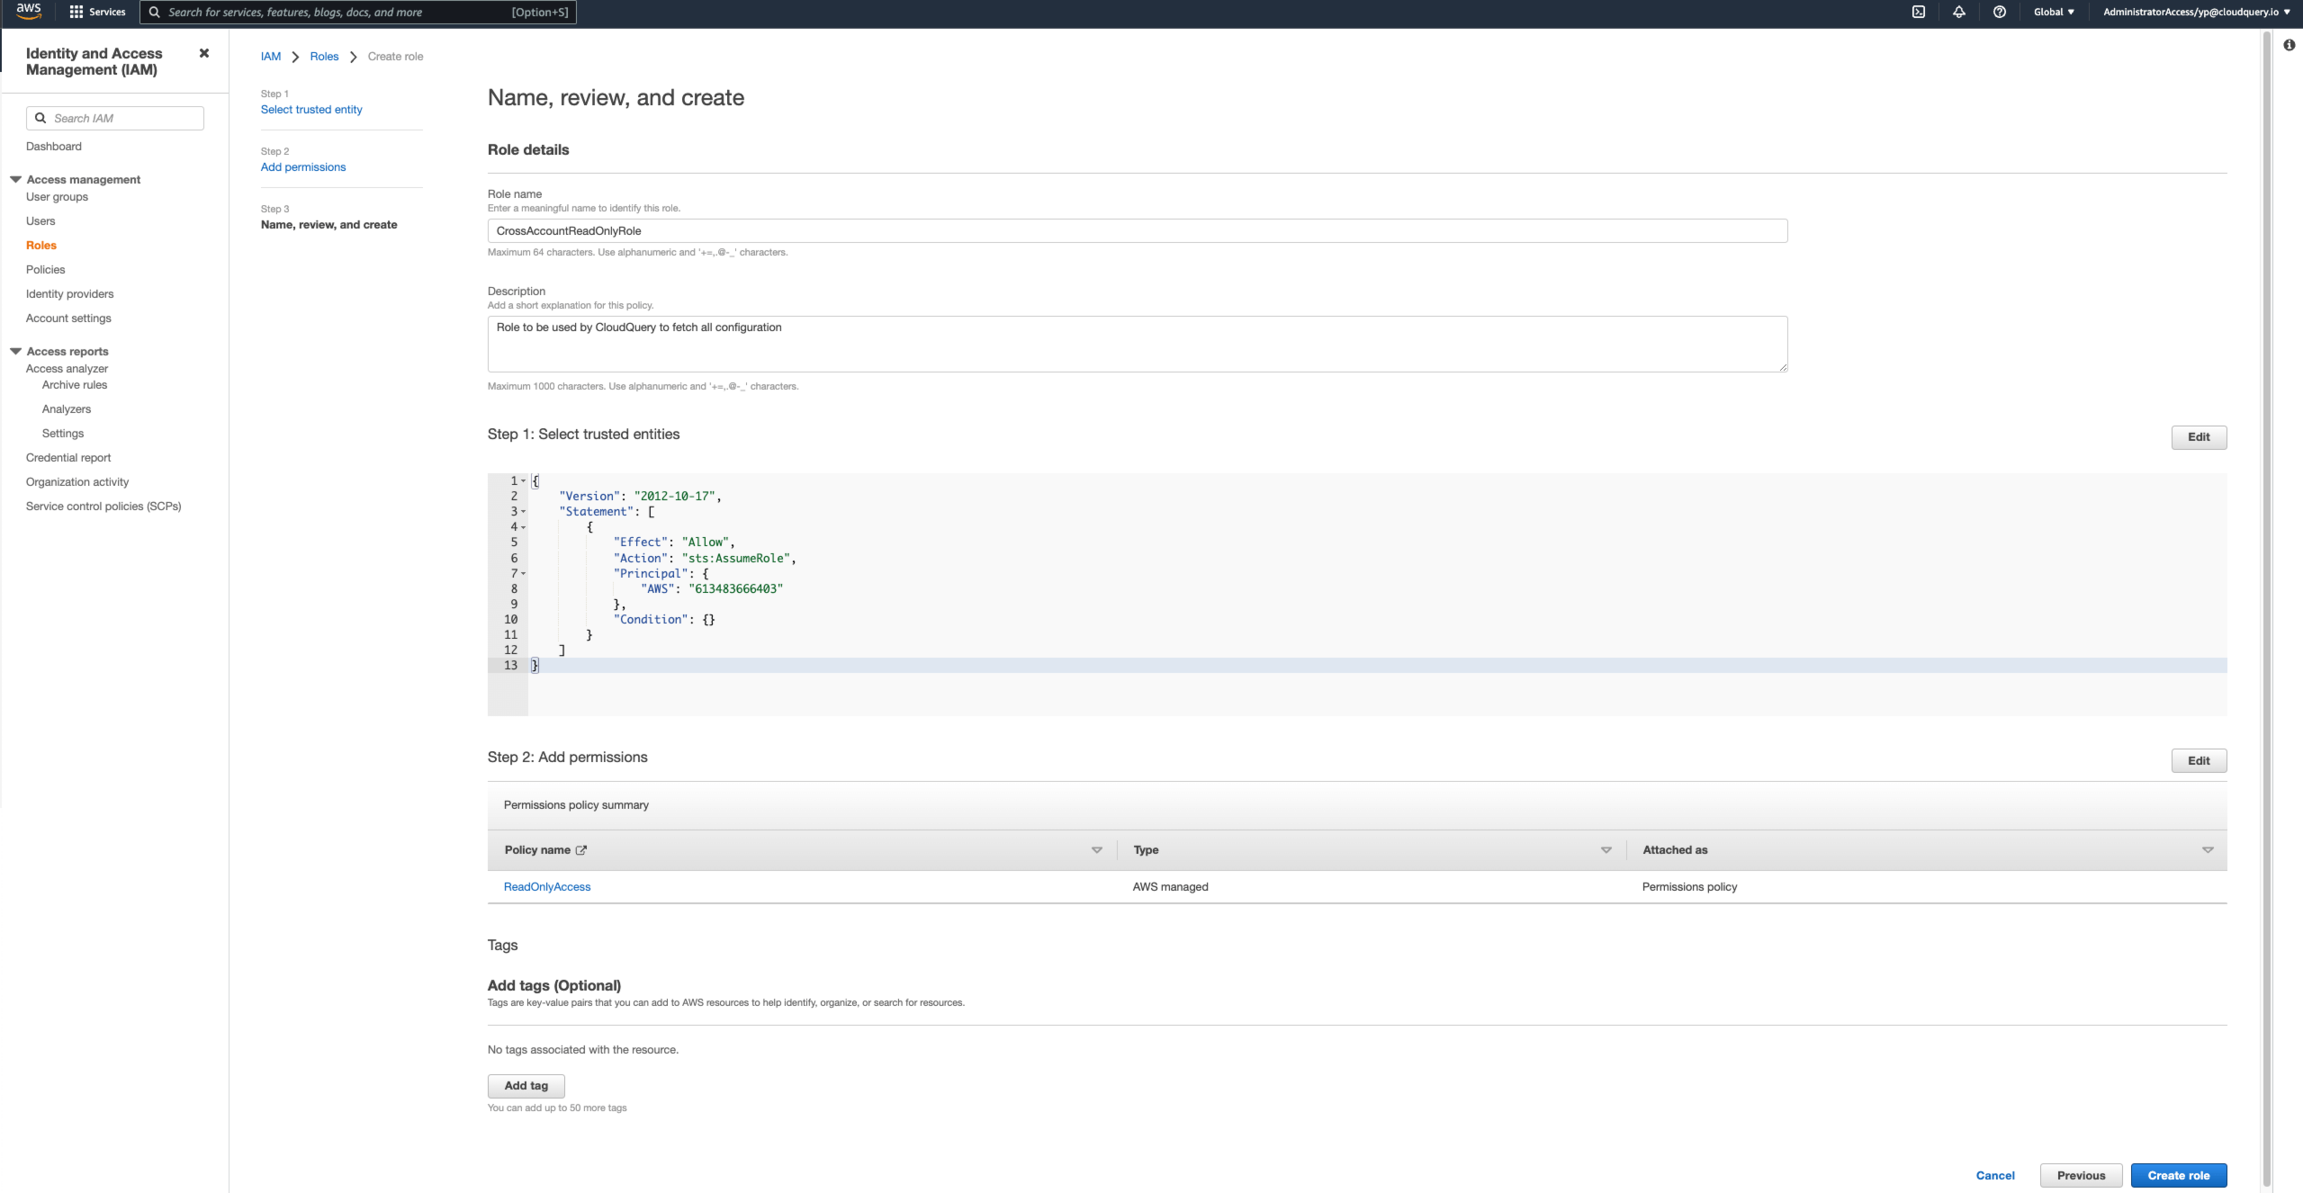 aws
Services
Search for services, features, blogs, docs, and more
[Option+S]
Global
AdministratorAccess/yp@cloudquery.io
Identity and Access
Management (IAM)
Search IAM
Dashboard
Access management
User groups
Users
Roles
Policies
Identity providers
Account settings
Access reports
Access analyzer
Archive rules
Analyzers
Settings
Credential report
Organization activity
Service control policies (SCPs)
IAM
Roles
Create role
Step 1
Select trusted entity
Step 2
Add permissions
Step 3
Name, review, and create
Name, review, and create
Role details
Role name
Enter a meaningful name to identify this role.
CrossAccountReadOnlyRole
Maximum 64 characters. Use alphanumeric and '+=,.@-_' characters.
Description
Add a short explanation for this policy.
Role to be used by CloudQuery to fetch all configuration
Maximum 1000 characters. Use alphanumeric and '+=,.@-_' characters.
Step 1: Select trusted entities
Edit
1 {
2 "Version": "2012-10-17",
3 "Statement": [
4 {
5 "Effect": "Allow",
6 "Action": "sts:AssumeRole",
7 "Principal": {
8 "AWS": "613483666403"
9 },
10 "Condition": {}
11 }
12 ]
13 }
Step 2: Add permissions
Edit
Permissions policy summary
Policy name
Type
Attached as
ReadOnlyAccess
AWS managed
Permissions policy
Tags
Add tags (Optional)
Tags are key-value pairs that you can add to AWS resources to help identify, organize, or search for resources.
No tags associated with the resource.
Add tag
You can add up to 50 more tags
Cancel
Previous
Create role